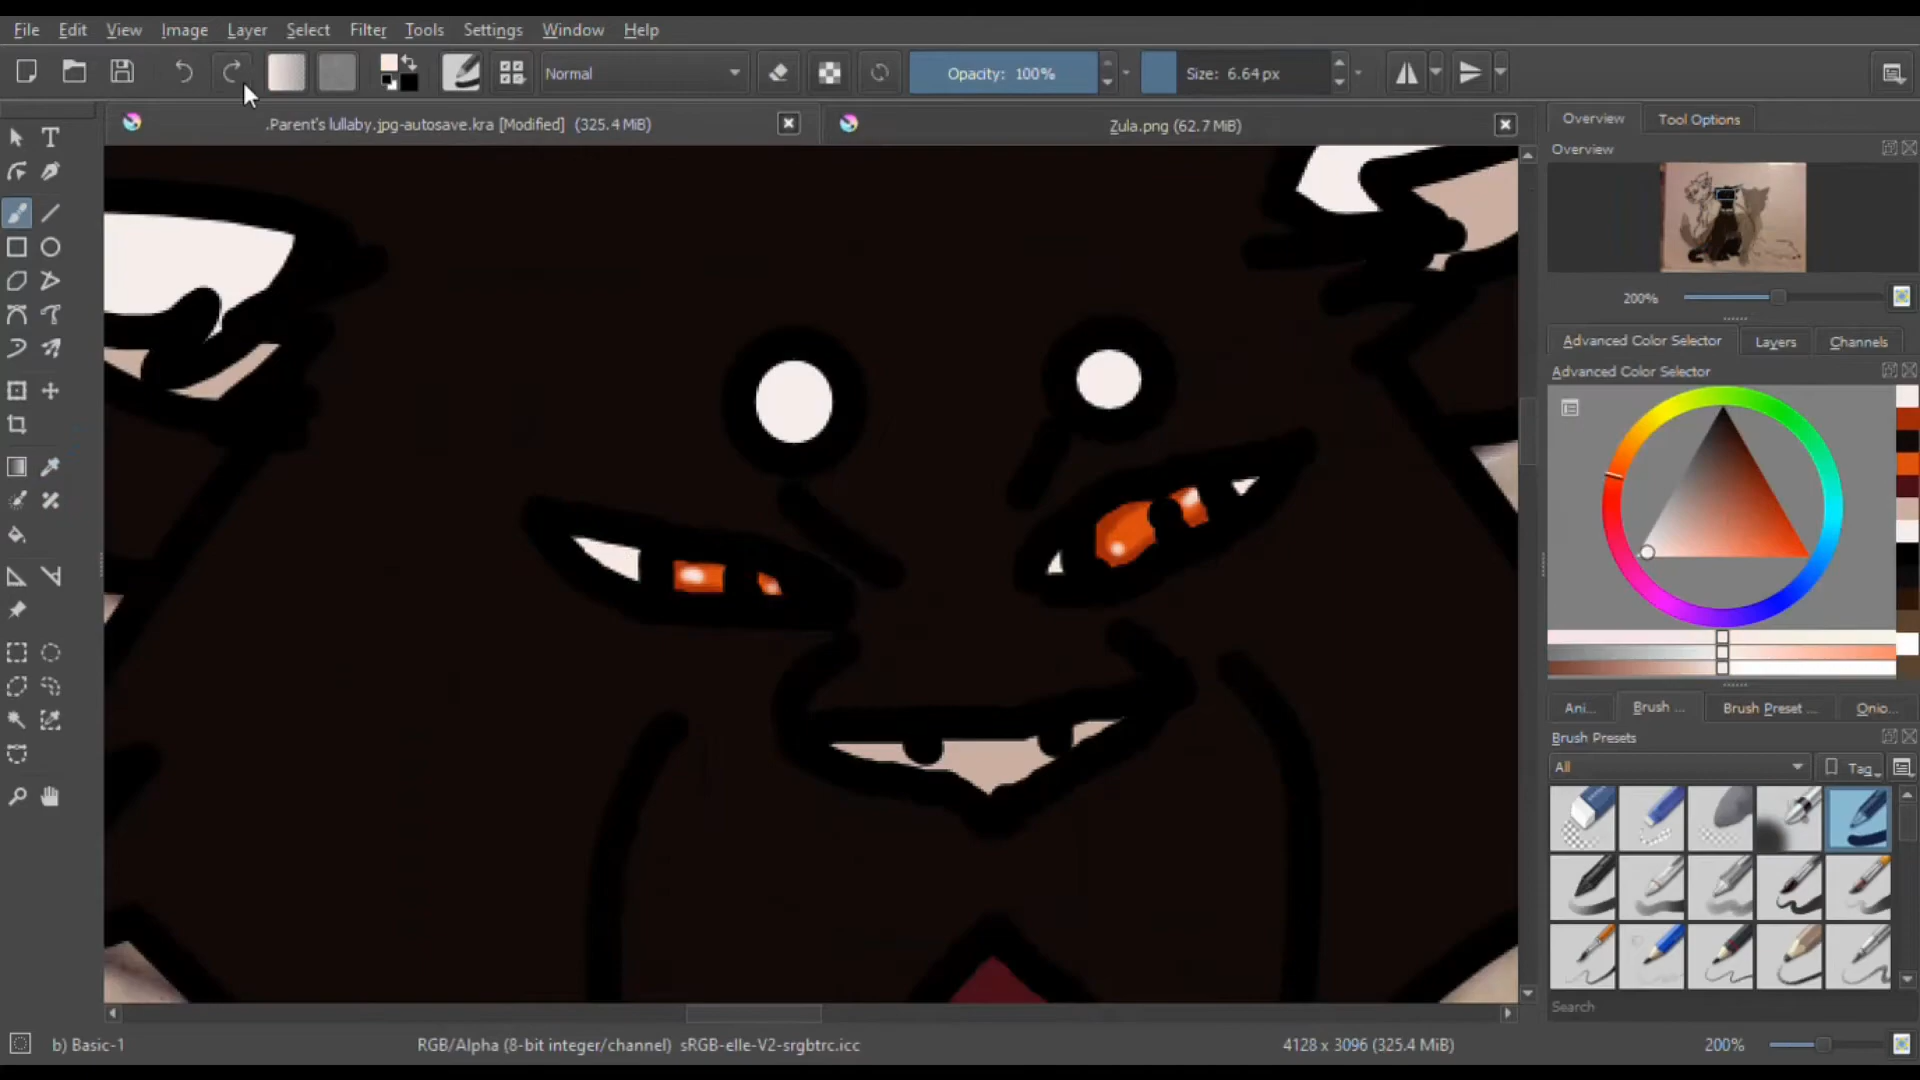 File Edit View Image Layer Select Filter Tools Settings Window Help
Normal Opacity: 100% Size: 6.64 px
.Parent's lullaby.jpg-autosave.kra [Modified] (325.4 MiB) Zula.png (62.7 MiB)
Overview Tool Options
Overview
200%
Advanced Color Selector Layers Channels
Advanced Color Selector
Ani... Brush ... Brush Preset ... Onio...
Brush Presets
All Tag
Search
b) Basic-1 RGB/Alpha (8-bit integer/channel) sRGB-elle-V2-srgbtrc.icc 4128 x 3096 (325.4 MiB) 200%